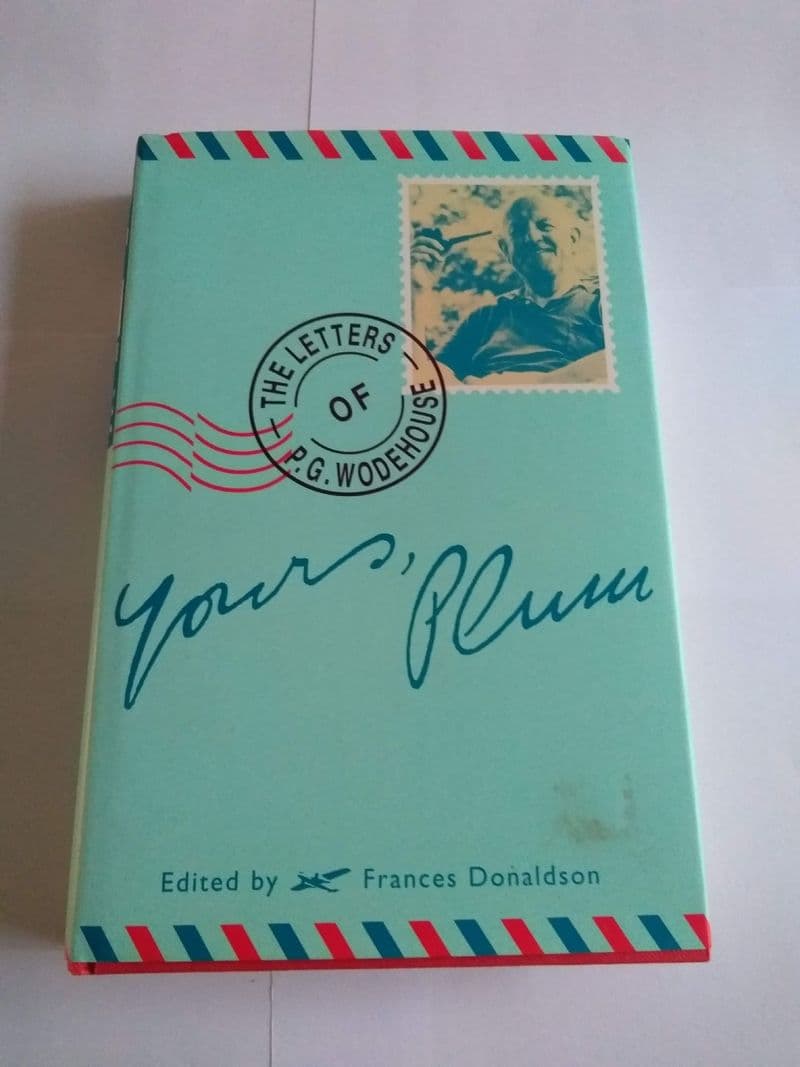 THE LETTERS
OF
P.G. WODEHOUSE
Yours, Plum
Edited by Frances Donaldson